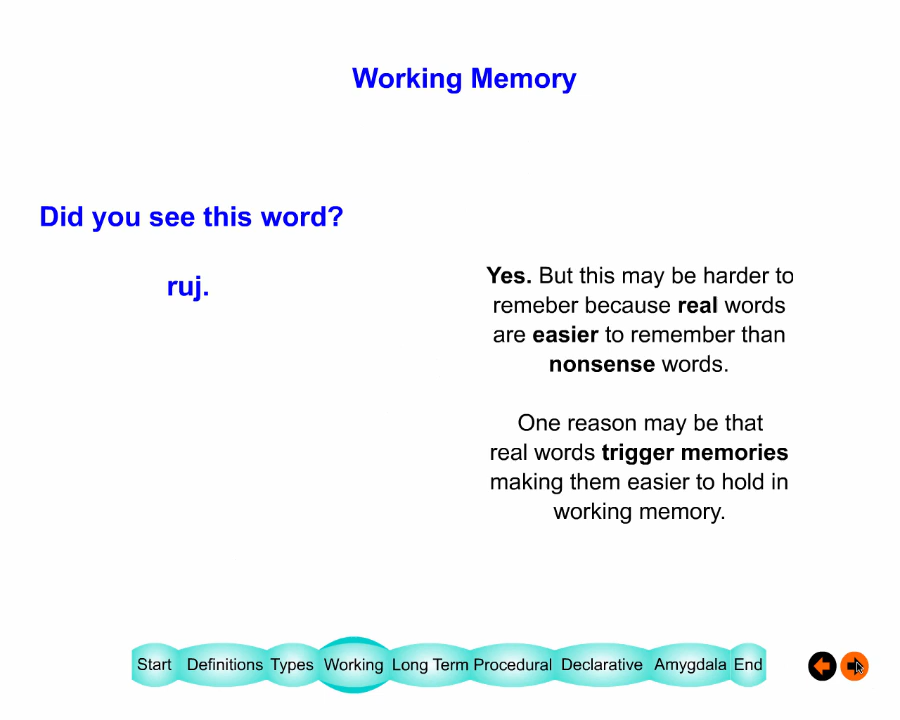 Working Memory
Did you see this word?
ruj.
Yes. But this may be harder to
remeber because real words
are easier to remember than
nonsense words.
One reason may be that
real words trigger memories
making them easier to hold in
working memory.
Start Definitions Types Working Long Term Procedural Declarative Amygdala End